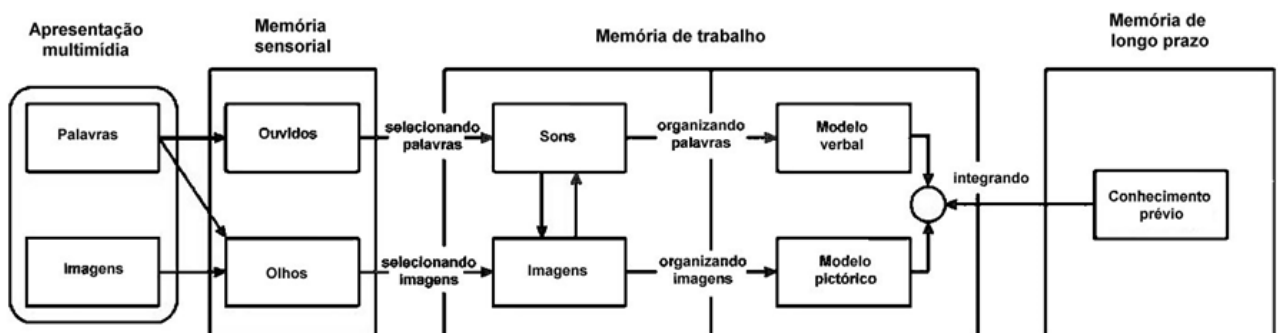 Apresentação
multimídia
Memória
sensorial
Memória de trabalho
Memória de
longo prazo
Palavras
Ouvidos
selecionando
palavras
Sons
organizando
palavras
Modelo
verbal
integrando
Conhecimento
prévio
Imagens
Olhos
selecionando
imagens
Imagens
organizando
imagens
Modelo
pictórico